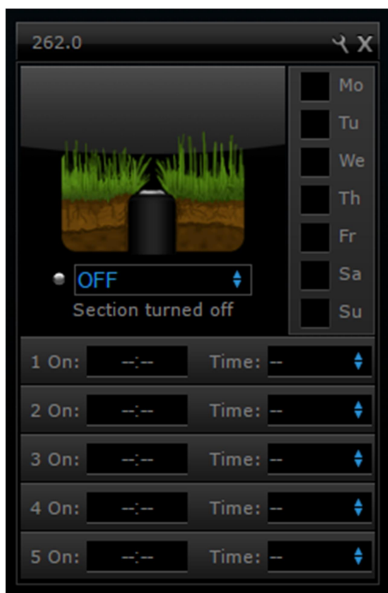 262.0
Mo
Tu
We
Th
Fr
Sa
Su
OFF
Section turned off
1 On: --:-- Time: --
2 On: --:-- Time: --
3 On: --:-- Time: --
4 On: --:-- Time: --
5 On: --:-- Time: --